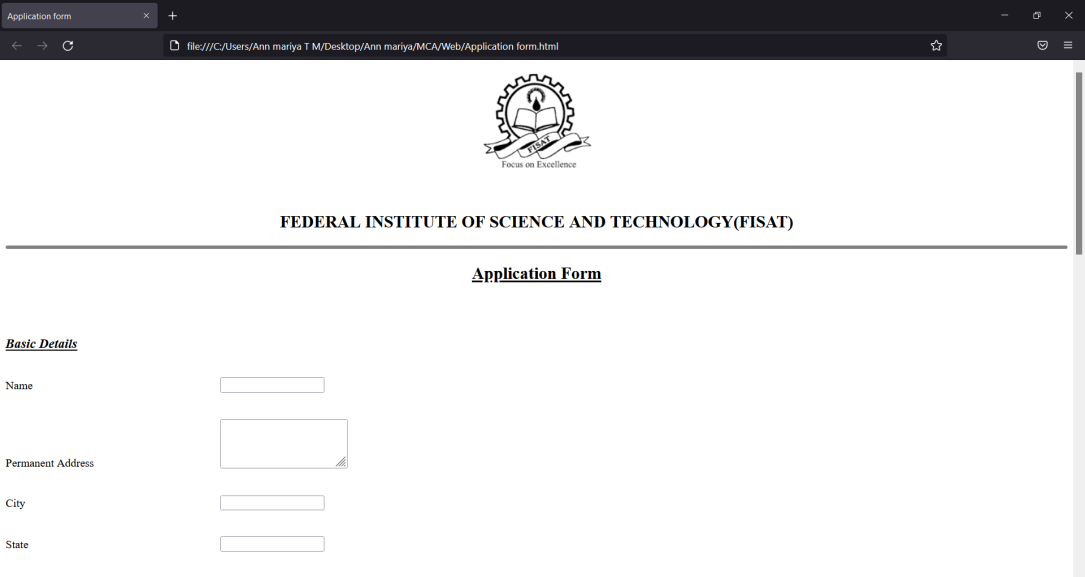 Application form
file:///C:/Users/Ann mariya T M/Desktop/Ann mariya/MCA/Web/Application form.html
FISAT
Focus on Excellence
FEDERAL INSTITUTE OF SCIENCE AND TECHNOLOGY(FISAT)
Application Form
Basic Details
Name
Permanent Address
City
State